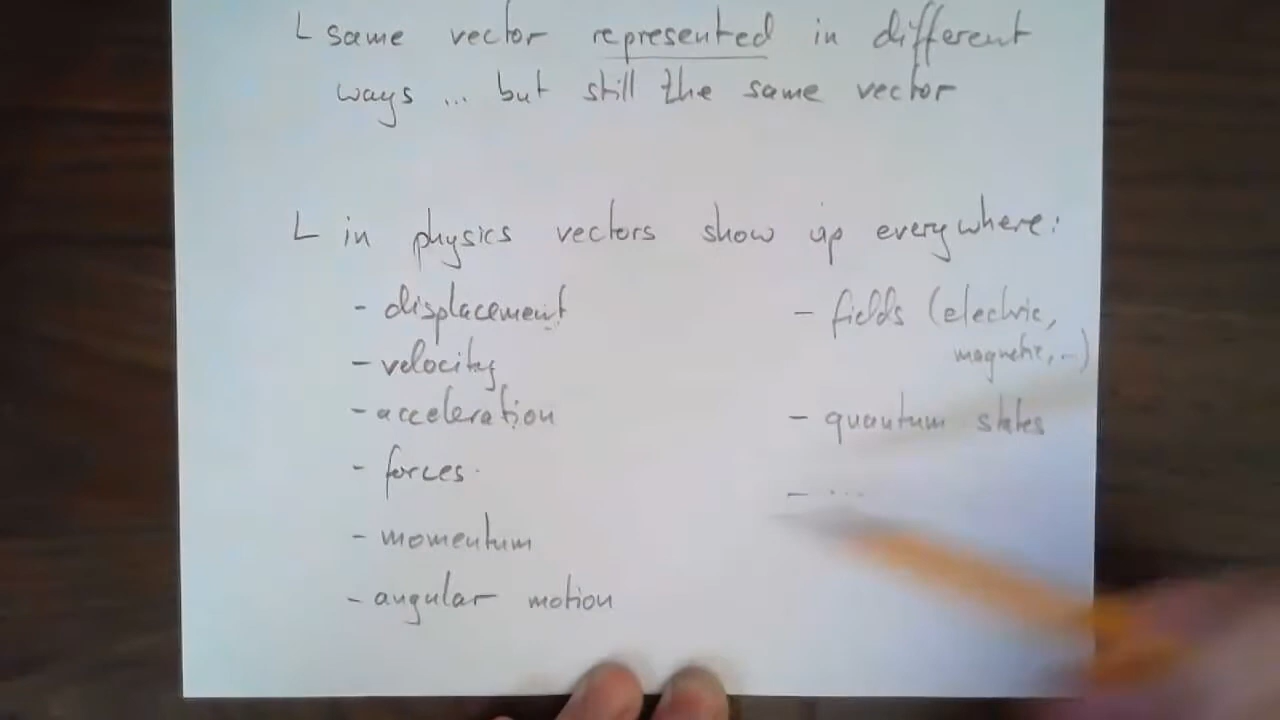 └ same vector represented in different
ways ... but still the same vector
└ in physics vectors show up everywhere:
- displacement
- velocity
- acceleration
- forces
- momentum
- angular motion
- fields (electric,
magnetic, ...)
- quantum states
- ...